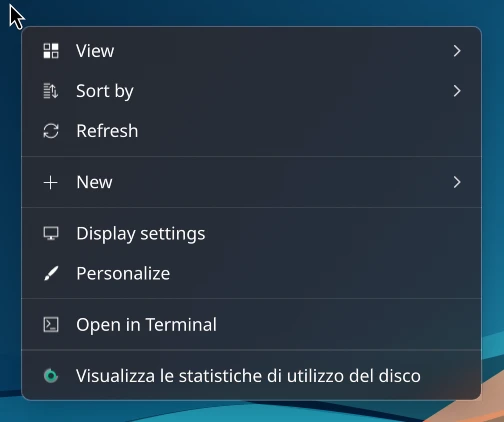 View
Sort by
Refresh
New
Display settings
Personalize
Open in Terminal
Visualizza le statistiche di utilizzo del disco